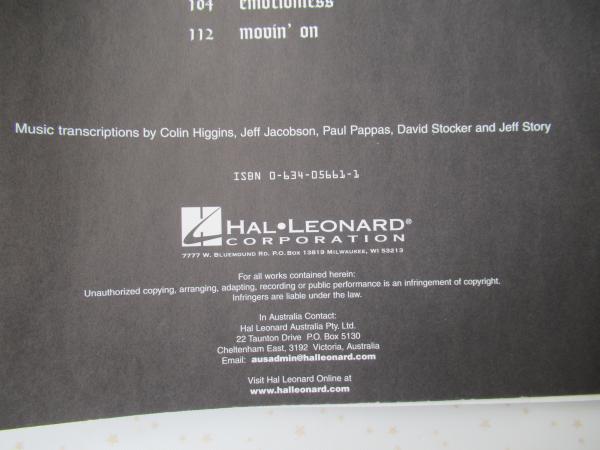 104 emotionless
112 movin' on
Music transcriptions by Colin Higgins, Jeff Jacobson, Paul Pappas, David Stocker and Jeff Story
ISBN 0-634-05661-1
HAL•LEONARD®
CORPORATION
7777 W. BLUEMOUND RD. P.O. BOX 13819 MILWAUKEE, WI 53213
For all works contained herein:
Unauthorized copying, arranging, adapting, recording or public performance is an infringement of copyright.
Infringers are liable under the law.
In Australia Contact:
Hal Leonard Australia Pty. Ltd.
22 Taunton Drive P.O. Box 5130
Cheltenham East, 3192 Victoria, Australia
Email: ausadmin@halleonard.com
Visit Hal Leonard Online at
www.halleonard.com